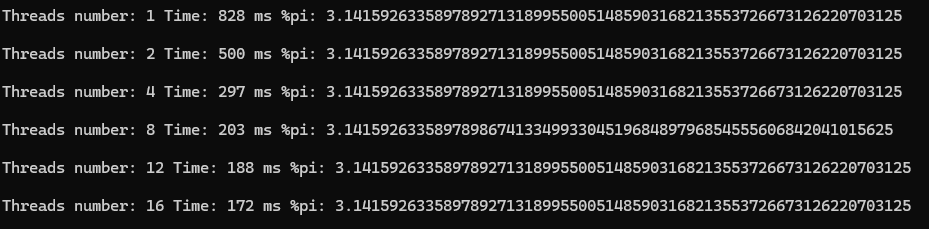 Threads number: 1 Time: 828 ms %pi: 3.141592633589789271318995500514859031682135537266731262207​03125
Threads number: 2 Time: 500 ms %pi: 3.14159263358978927131899550051485903168213553726673126220703125
Threads number: 4 Time: 297 ms %pi: 3.14159263358978927131899550051485903168213553726673126220703125
Threads number: 8 Time: 203 ms %pi: 3.1415926335897898674133499330451968489796854555606842041015625
Threads number: 12 Time: 188 ms %pi: 3.14159263358978927131899550051485903168213553726673126220703125
Threads number: 16 Time: 172 ms %pi: 3.14159263358978927131899550051485903168213553726673126220703125